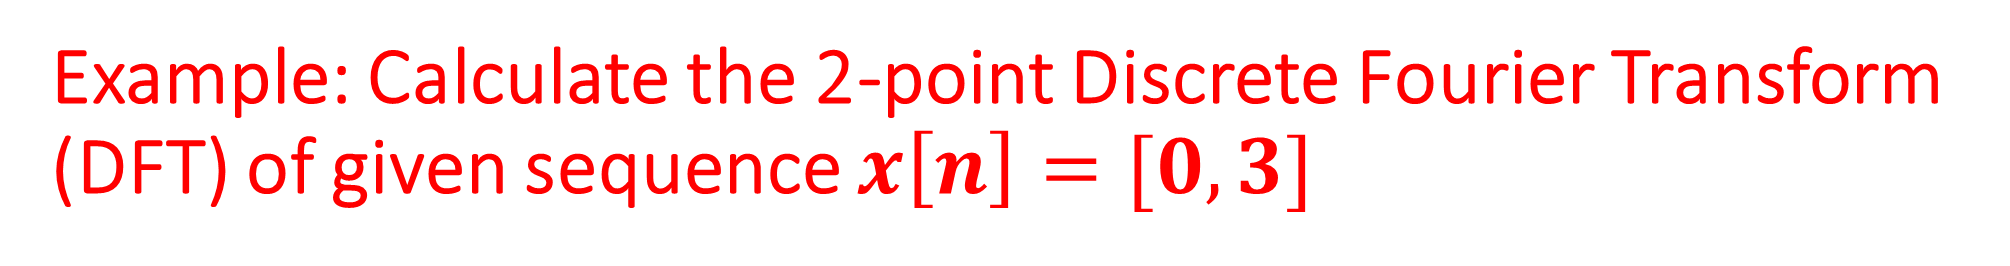 Example: Calculate the 2-point Discrete Fourier Transform
(DFT) of given sequence x[n] = [0, 3]